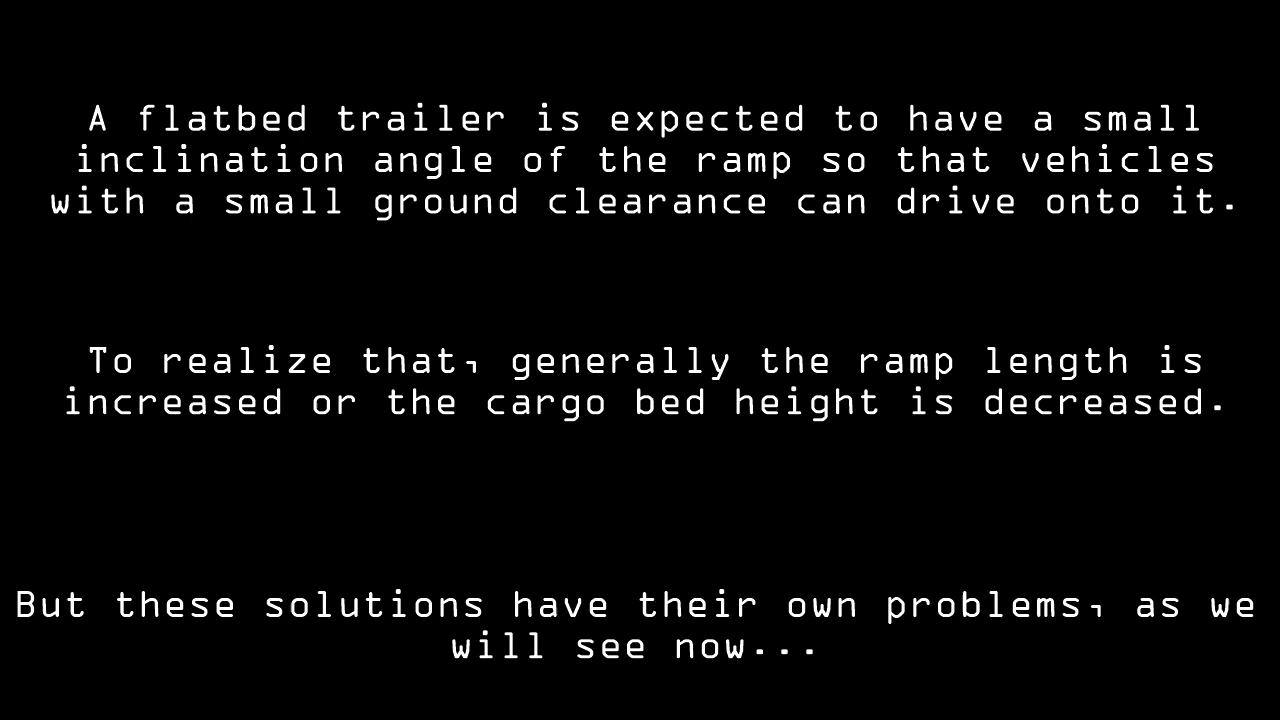 A flatbed trailer is expected to have a small
inclination angle of the ramp so that vehicles
with a small ground clearance can drive onto it.
To realize that, generally the ramp length is
increased or the cargo bed height is decreased.
But these solutions have their own problems, as we
will see now...